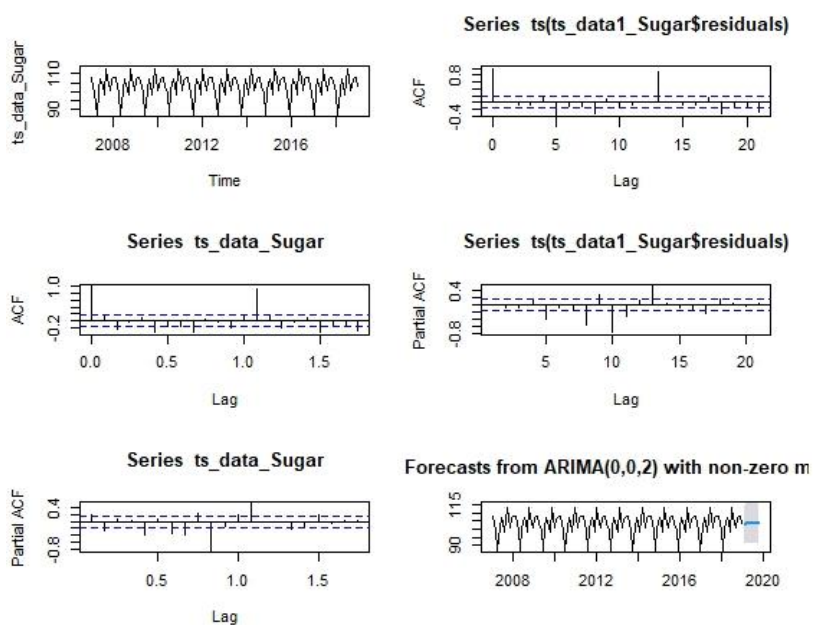 ts_data_Sugar
90 110
2008 2012 2016
Time
Series ts(ts_data1_Sugar$residuals)
ACF
-0.4 0.8
0 5 10 15 20
Lag
Series ts_data_Sugar
ACF
-0.2 1.0
0.0 0.5 1.0 1.5
Lag
Series ts(ts_data1_Sugar$residuals)
Partial ACF
-0.8 0.4
5 10 15 20
Lag
Series ts_data_Sugar
Partial ACF
-0.8 0.4
0.5 1.0 1.5
Lag
Forecasts from ARIMA(0,0,2) with non-zero m
90 115
2008 2012 2016 2020